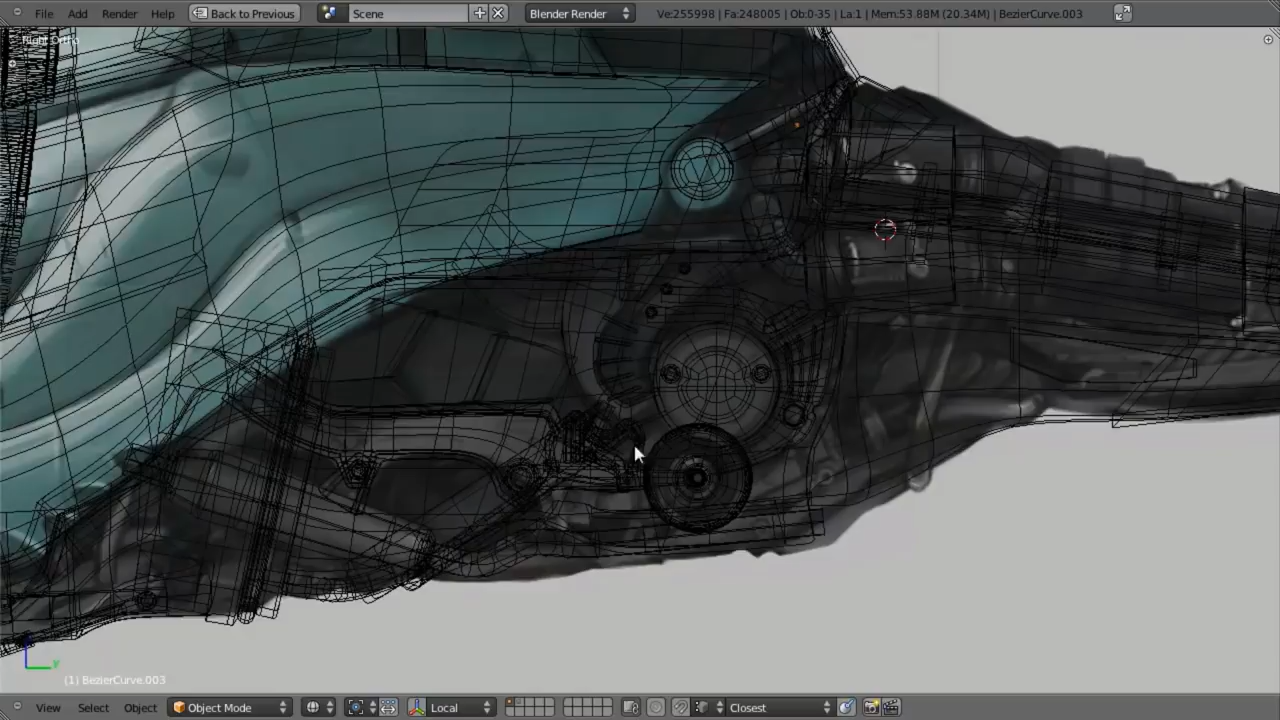 File Add Render Help Back to Previous Scene Blender Render Ve:255998 | Fa:248005 | Ob:0-35 | La:1 | Mem:53.88M (20.34M) | BezierCurve.003
Right Ortho
y
(1) BezierCurve.003
View Select Object Object Mode Local Closest